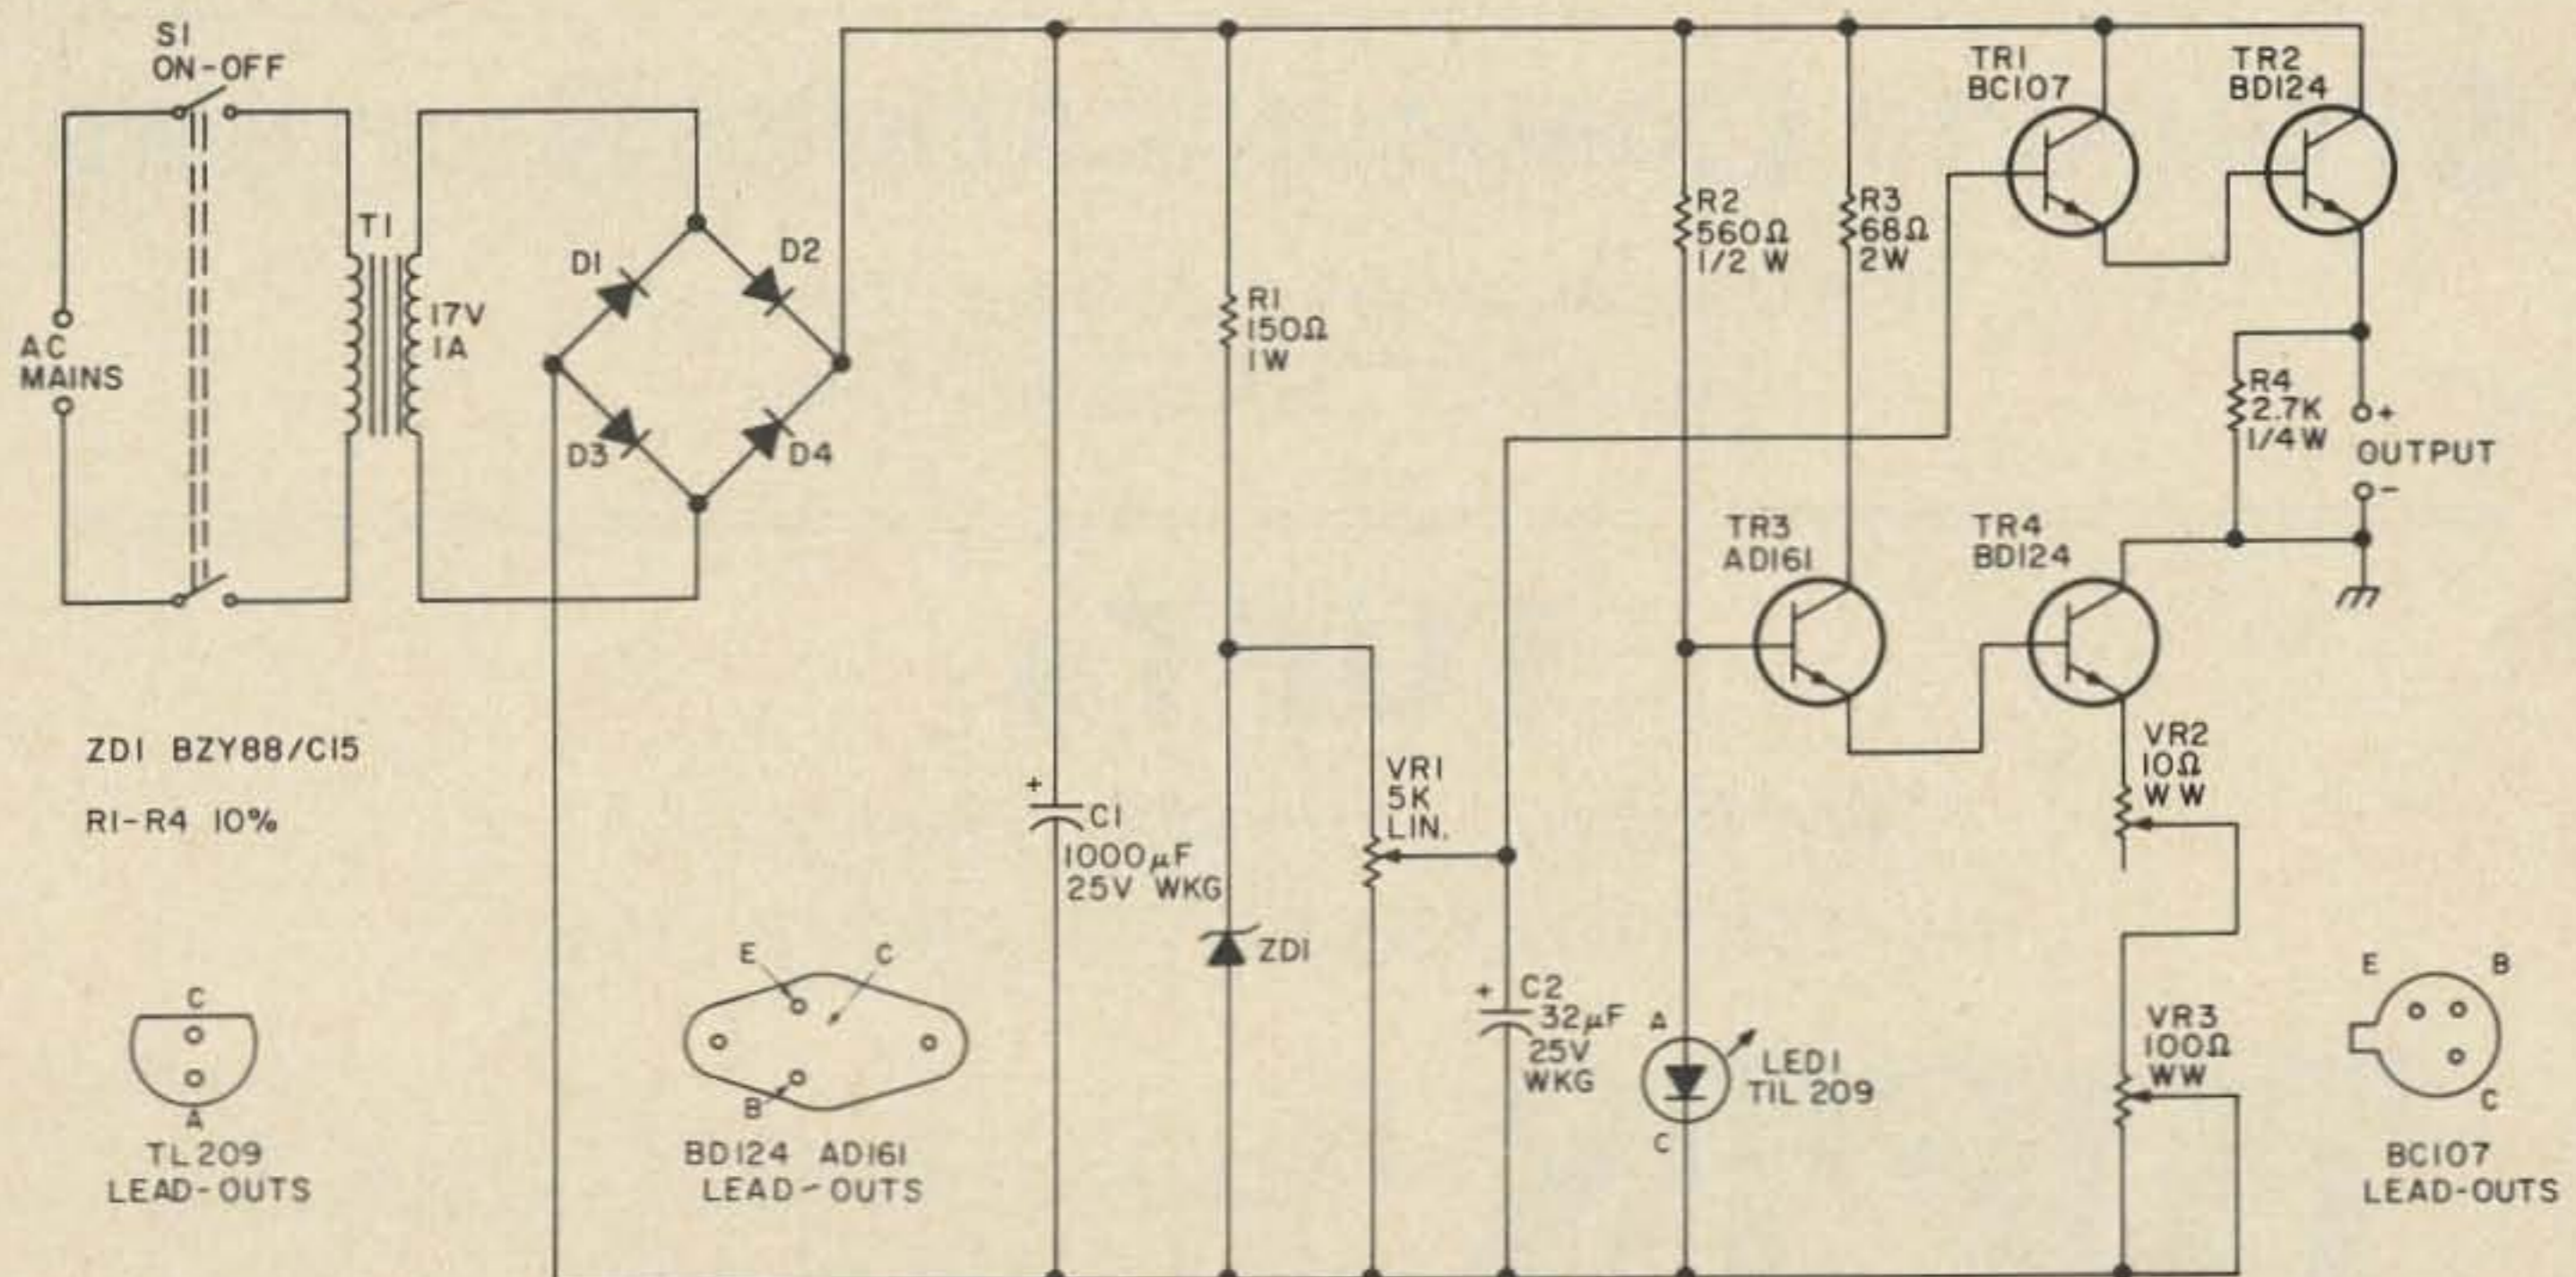 S1
ON-OFF
AC
MAINS
T1
17V
1A
D1
D2
D3
D4
ZD1 BZY88/C15
R1-R4 10%
C
A
TL209
LEAD-OUTS
E
C
B
BD124 AD161
LEAD-OUTS
+
C1
1000µF
25V WKG
R1
150Ω
1W
ZD1
VR1
5K
LIN.
+
C2
32µF
25V
WKG
R2
560Ω
1/2 W
R3
68Ω
2W
TR1
BC107
TR2
BD124
R4
2.7K
1/4W
+
OUTPUT
-
TR3
AD161
TR4
BD124
VR2
10Ω
WW
A
LED1
TIL 209
C
VR3
100Ω
WW
E
B
C
BC107
LEAD-OUTS